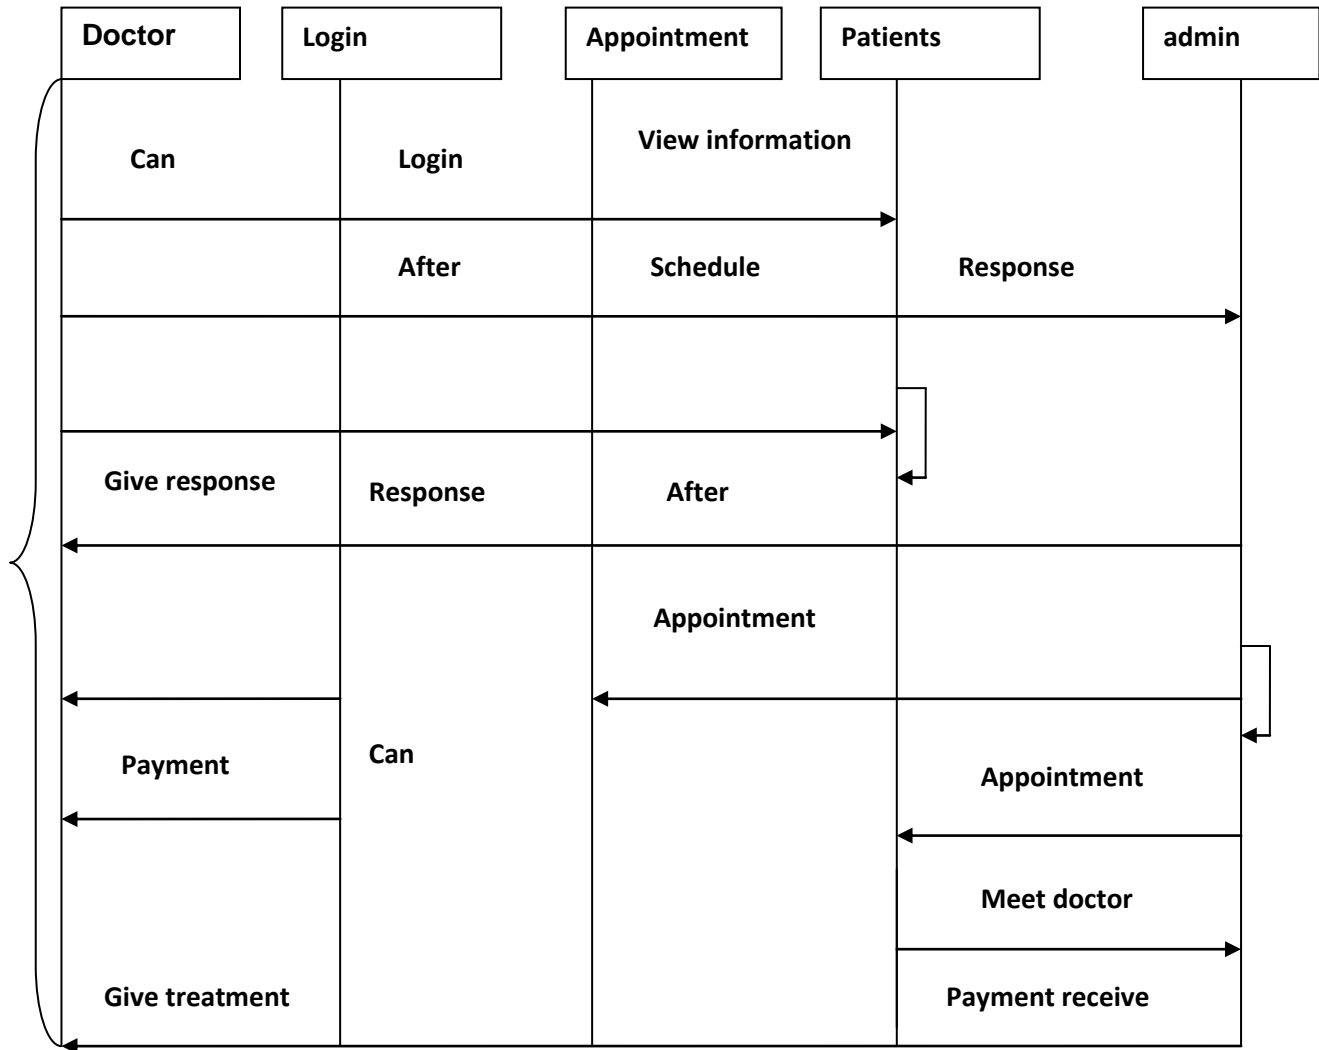 Doctor
Login
Appointment
Patients
admin
Can
Login
View information
After
Schedule
Response
Give response
Response
After
Appointment
Payment
Can
Appointment
Meet doctor
Give treatment
Payment receive